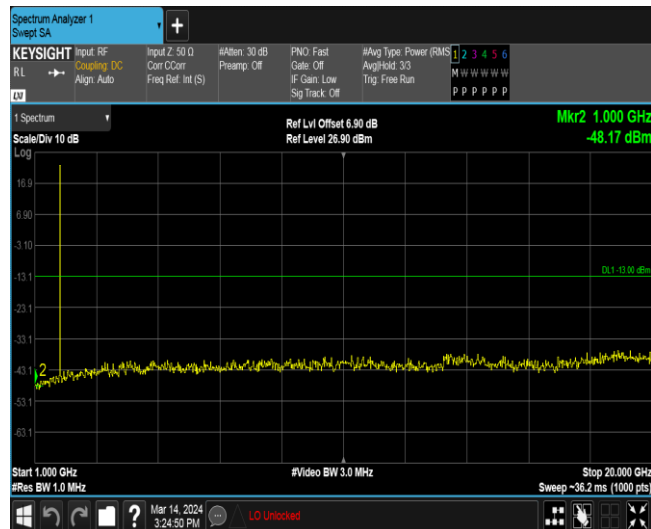 Spectrum Analyzer 1
Swept SA
+
KEYSIGHT Input: RF Input Z: 50 Ω #Atten: 30 dB PNO: Fast #Avg Type: Power (RMS 1 2 3 4 5 6
RL Coupling: DC Corr CCorr Preamp: Off Gate: Off Avg|Hold: 3/3 M W W W W W
Align: Auto Freq Ref: Int (S) IF Gain: Low Trig: Free Run
LXI Sig Track: Off P P P P P P
1 Spectrum Ref Lvl Offset 6.90 dB Mkr2 1.000 GHz
Scale/Div 10 dB Ref Level 26.90 dBm -48.17 dBm
Log
16.9
6.90
-3.10
-13.1 DL1 -13.00 dBm
-23.1
-33.1
-43.1 2
-53.1
-63.1
Start 1.000 GHz #Video BW 3.0 MHz Stop 20.000 GHz
#Res BW 1.0 MHz Sweep ~36.2 ms (1000 pts)
? Mar 14, 2024
3:24:50 PM LO Unlocked